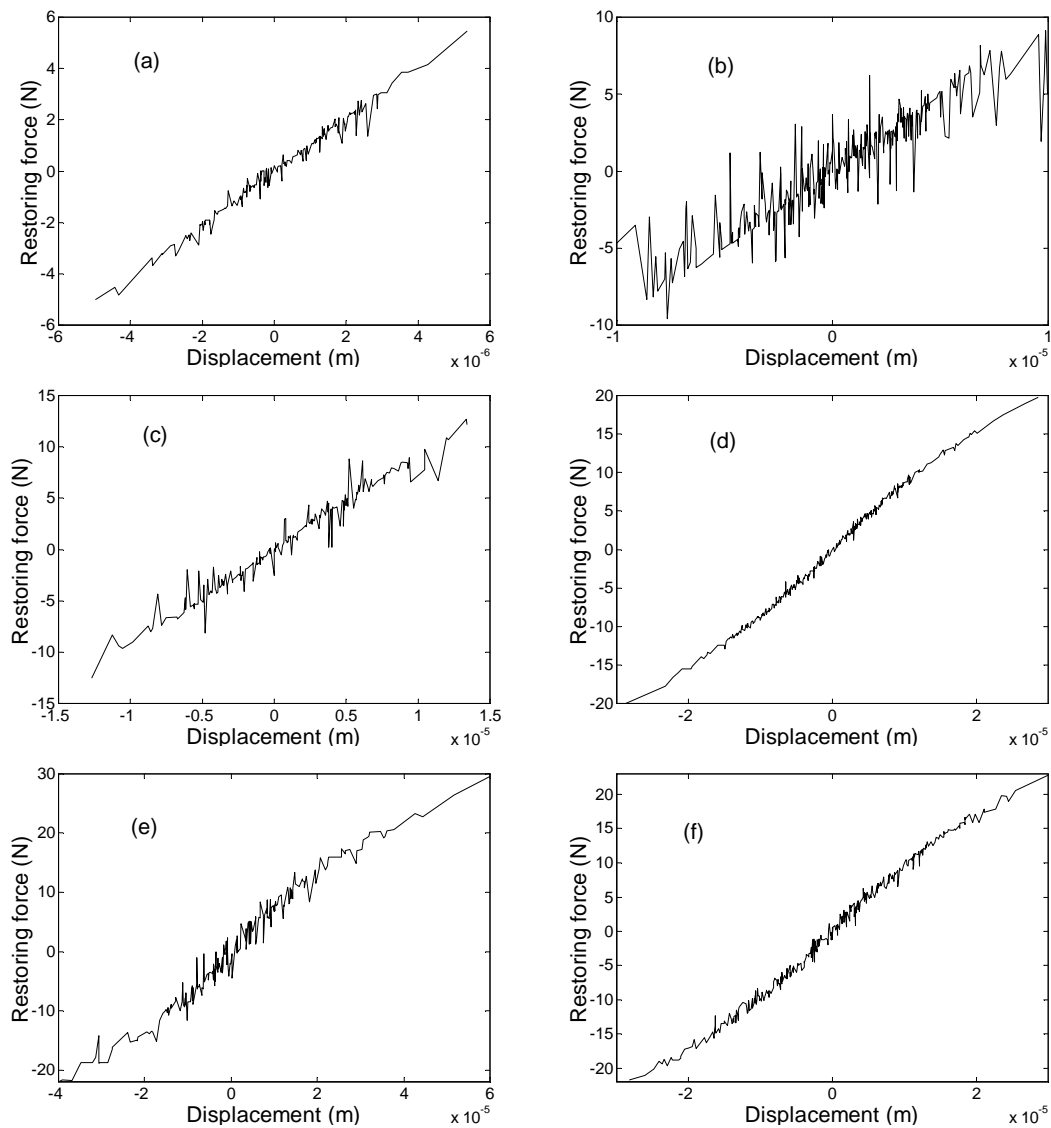 6
4
2
0
-2
-4
-6
-6 -4 -2 0 2 4 6
x 10-6
Displacement (m)
Restoring force (N)
(a)
10
5
0
-5
-10
-1 0 1
x 10-5
Displacement (m)
Restoring force (N)
(b)
15
10
5
0
-5
-10
-15
-1.5 -1 -0.5 0 0.5 1 1.5
x 10-5
Displacement (m)
Restoring force (N)
(c)
20
15
10
5
0
-5
-10
-15
-20
-2 0 2
x 10-5
Displacement (m)
Restoring force (N)
(d)
30
20
10
0
-10
-20
-4 -2 0 2 4 6
x 10-5
Displacement (m)
Restoring force (N)
(e)
20
15
10
5
0
-5
-10
-15
-20
-2 0 2
x 10-5
Displacement (m)
Restoring force (N)
(f)